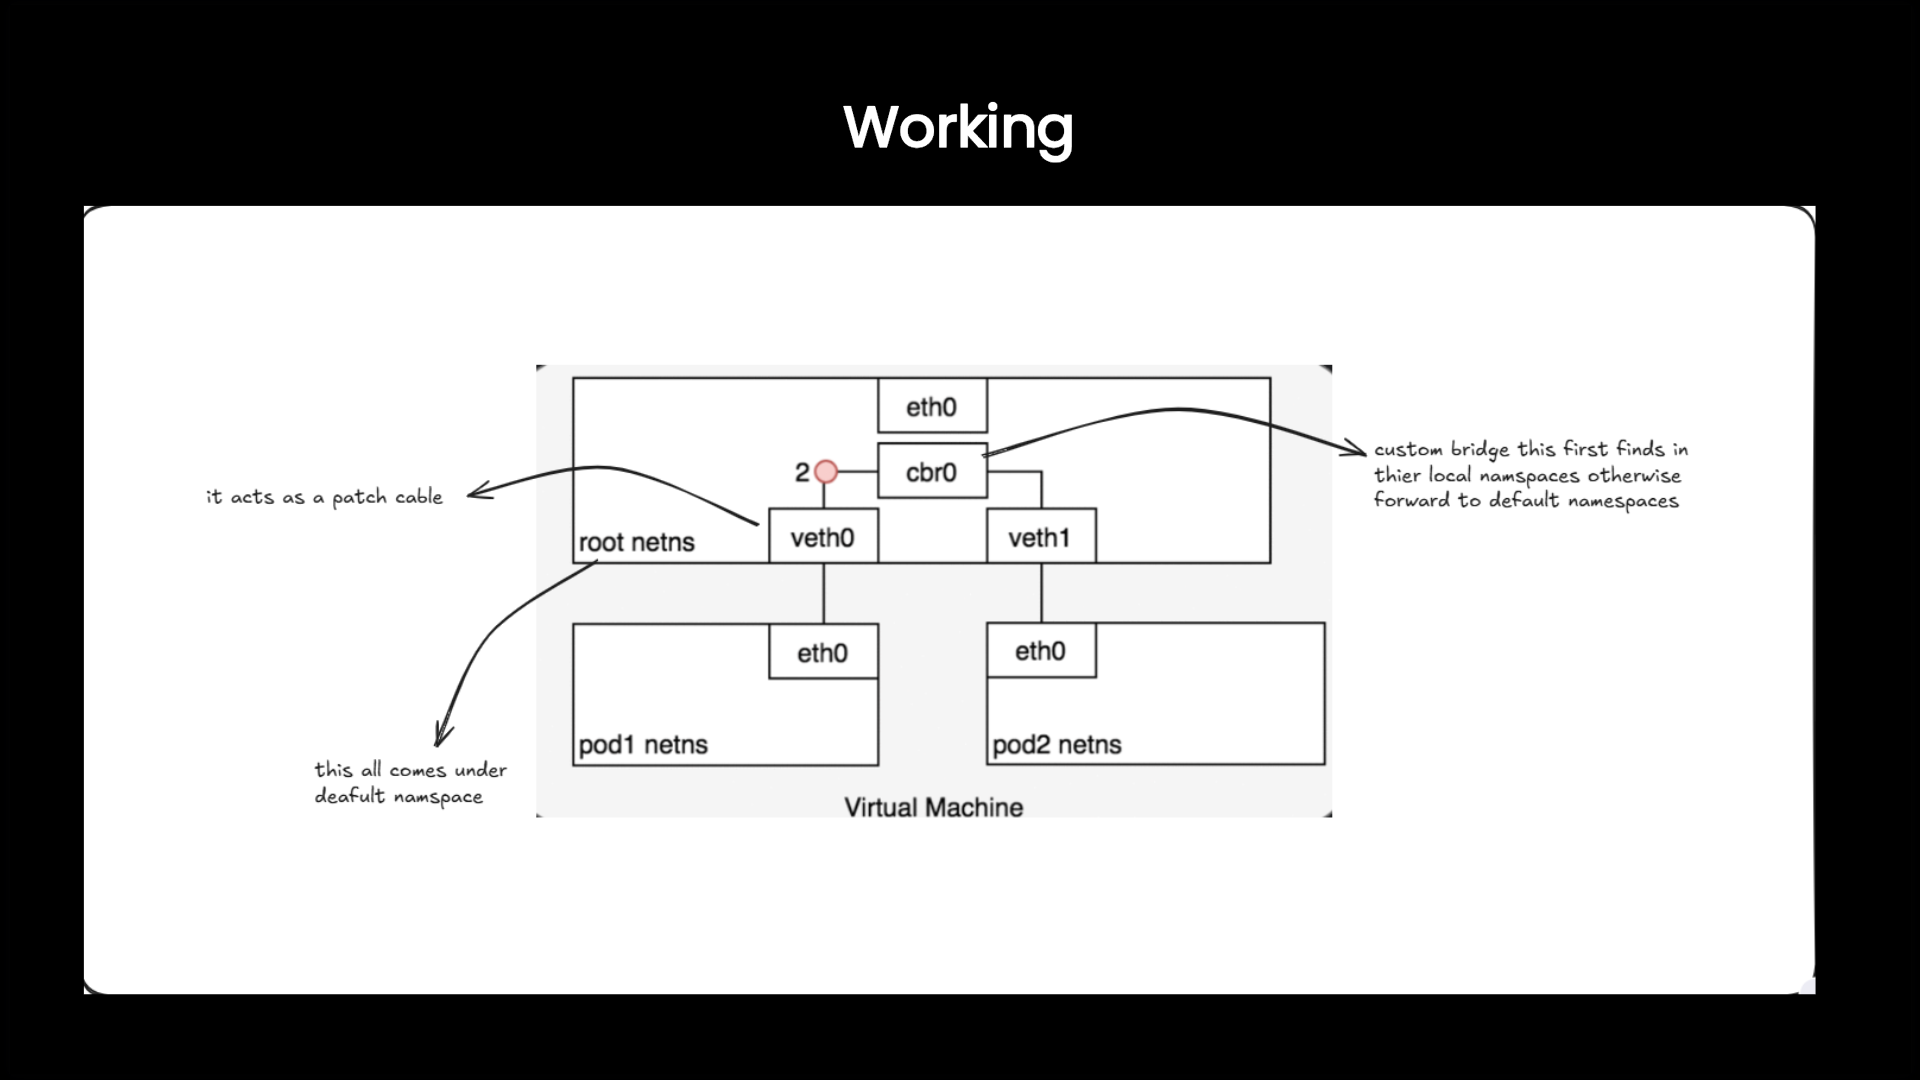 Working
eth0
2
cbr0
custom bridge this first finds in
thier local namspaces otherwise
forward to default namespaces
it acts as a patch cable
root netns
veth0
veth1
eth0
eth0
pod1 netns
pod2 netns
this all comes under
deafult namspace
Virtual Machine